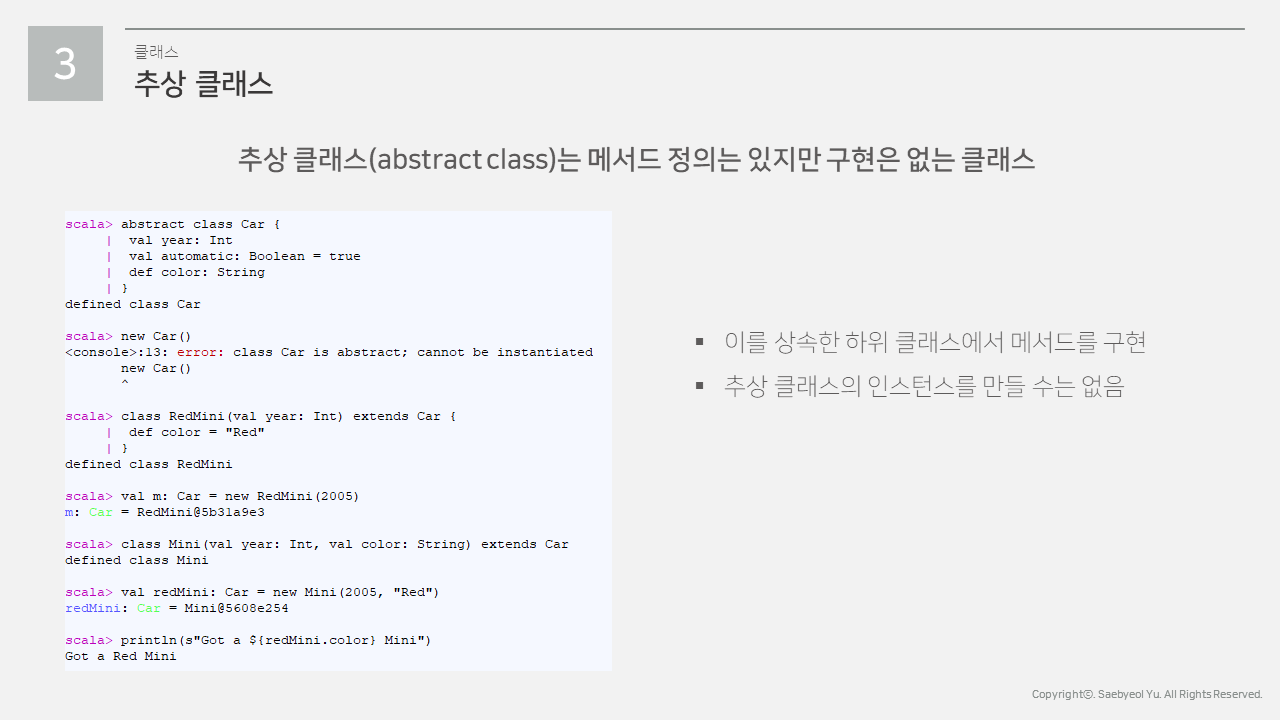 3
클래스
추상 클래스
추상 클래스(abstract class)는 메서드 정의는 있지만 구현은 없는 클래스
scala> abstract class Car {
     |  val year: Int
     |  val automatic: Boolean = true
     |  def color: String
     | }
defined class Car
scala> new Car()
<console>:13: error: class Car is abstract; cannot be instantiated
       new Car()
       ^
scala> class RedMini(val year: Int) extends Car {
     |  def color = "Red"
     | }
defined class RedMini
scala> val m: Car = new RedMini(2005)
m: Car = RedMini@5b31a9e3
scala> class Mini(val year: Int, val color: String) extends Car
defined class Mini
scala> val redMini: Car = new Mini(2005, "Red")
redMini: Car = Mini@5608e254
scala> println(s"Got a ${redMini.color} Mini")
Got a Red Mini
▪ 이를 상속한 하위 클래스에서 메서드를 구현
▪ 추상 클래스의 인스턴스를 만들 수는 없음
Copyrightⓒ. Saebyeol Yu. All Rights Reserved.